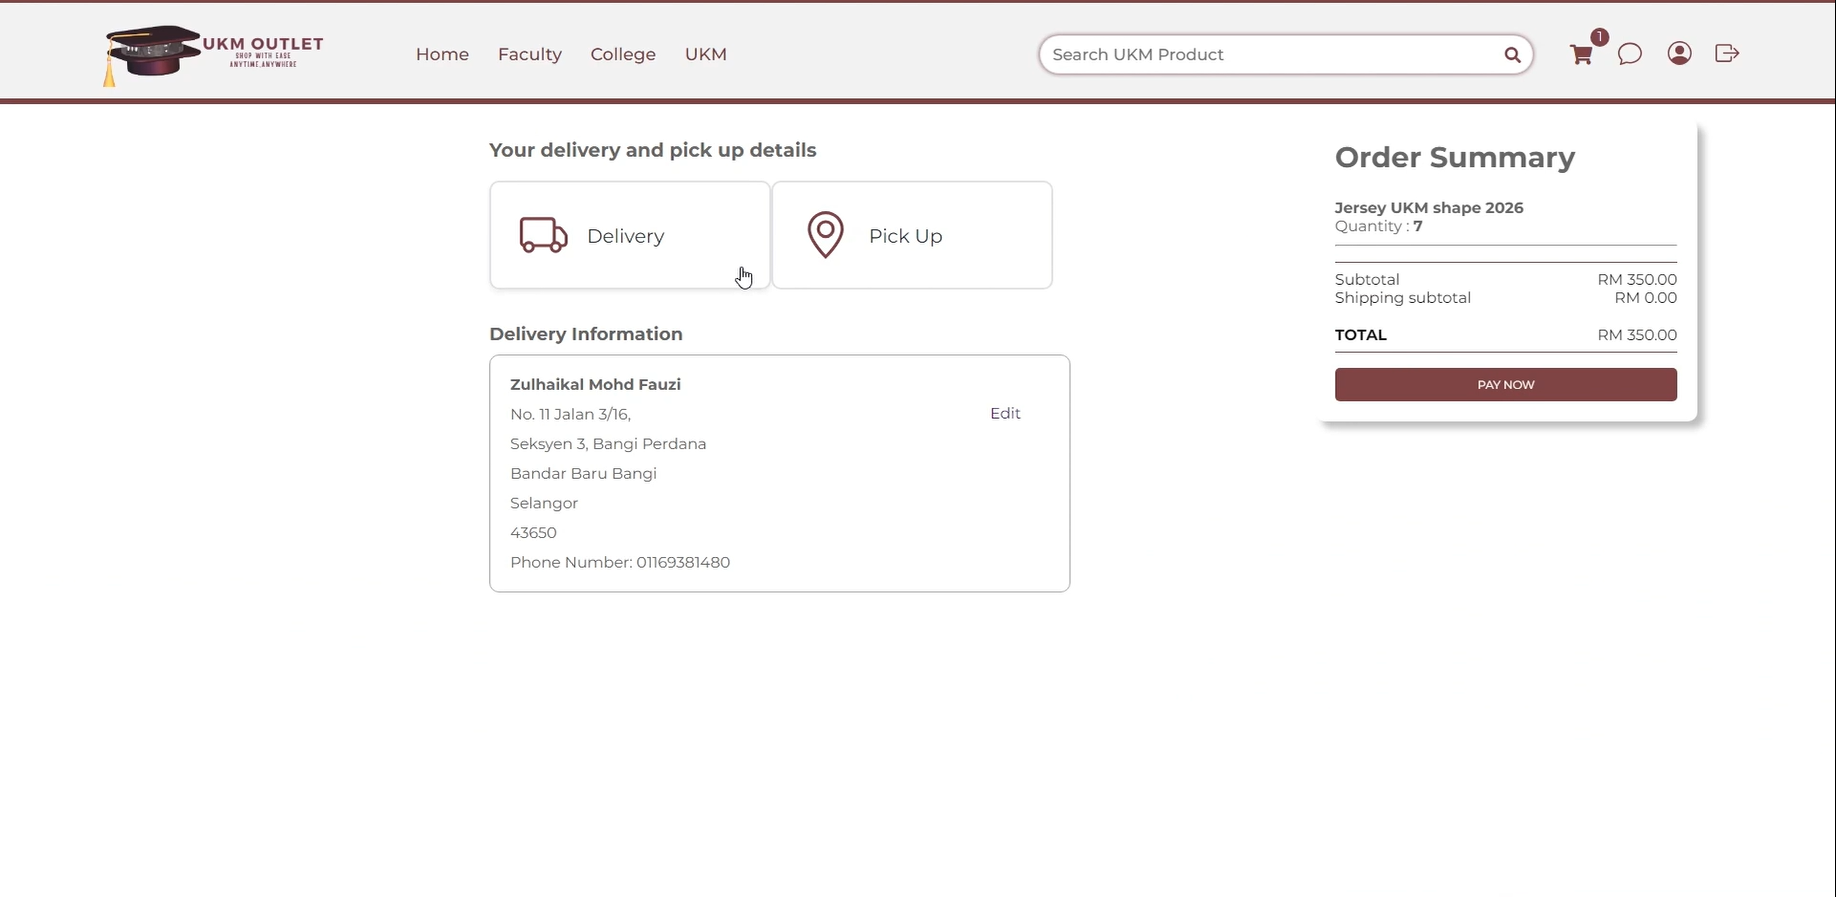 UKM OUTLET
SHOP WITH EASE
ANYTIME,ANYWHERE
Home Faculty College UKM
Search UKM Product
1
Your delivery and pick up details
Delivery
Pick Up
Delivery Information
Zulhaikal Mohd Fauzi
No. 11 Jalan 3/16,
Edit
Seksyen 3, Bangi Perdana
Bandar Baru Bangi
Selangor
43650
Phone Number: 01169381480
Order Summary
Jersey UKM shape 2026
Quantity : 7
Subtotal RM 350.00
Shipping subtotal RM 0.00
TOTAL RM 350.00
PAY NOW